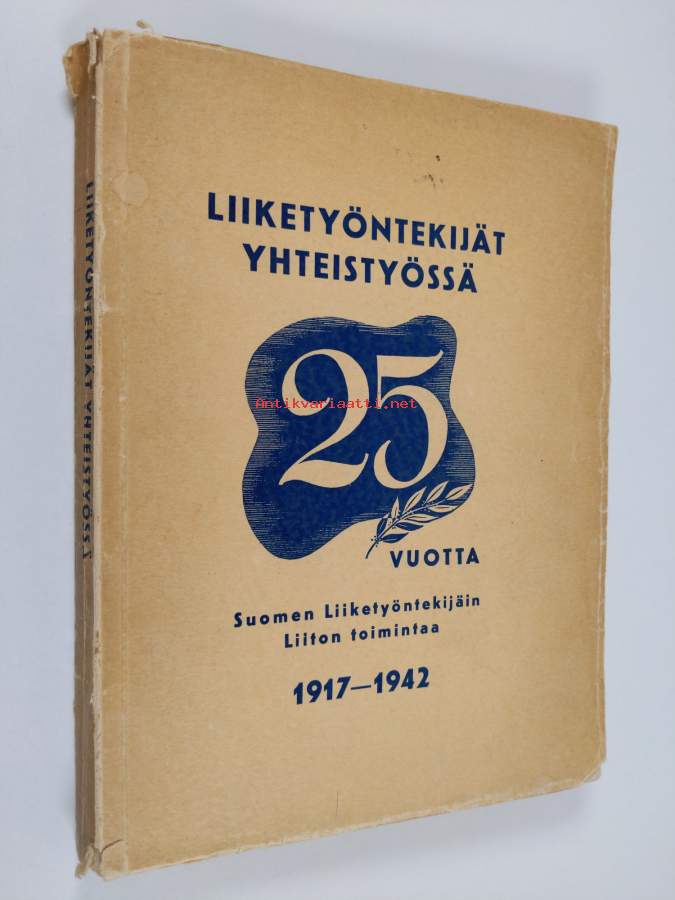 LIIKETYÖNTEKIJÄT
YHTEISTYÖSSÄ
25
Antikvariaatti.net
VUOTTA
Suomen Liiketyöntekijäin
Liiton toimintaa
1917—1942
LIIKETYÖNTEKIJÄT YHTEISTYÖSSÄ